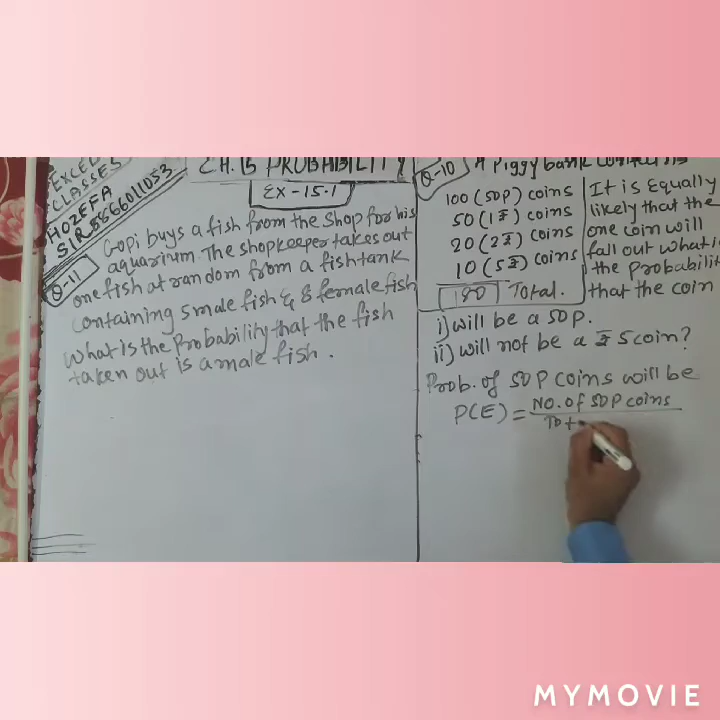 EXCEL
CLASSES
HOZEFA
SIR 8866011053
CH.15 PROBABILITY
EX-15.1
Q-11
Gopi buys a fish from the Shop for his
aquarium. The shopkeeper takes out
one fish at random from a fish tank
containing 5 male fish & 8 female fish
What is the Probability that the fish
taken out is a male fish.
Q-10 A Piggy bank contains
100 (50P) coins
50 (1₹) coins
20 (2₹) coins
10 (5₹) coins
180 Total.
It is Equally
likely that the
one coin will
fall out what is
the probabilit
that the coin
i) will be a 50P.
ii) will not be a ₹ 5 coin?
Prob. of 50P coins will be
P(E) = NO. of 50P coins
Tot
MYMOVIE